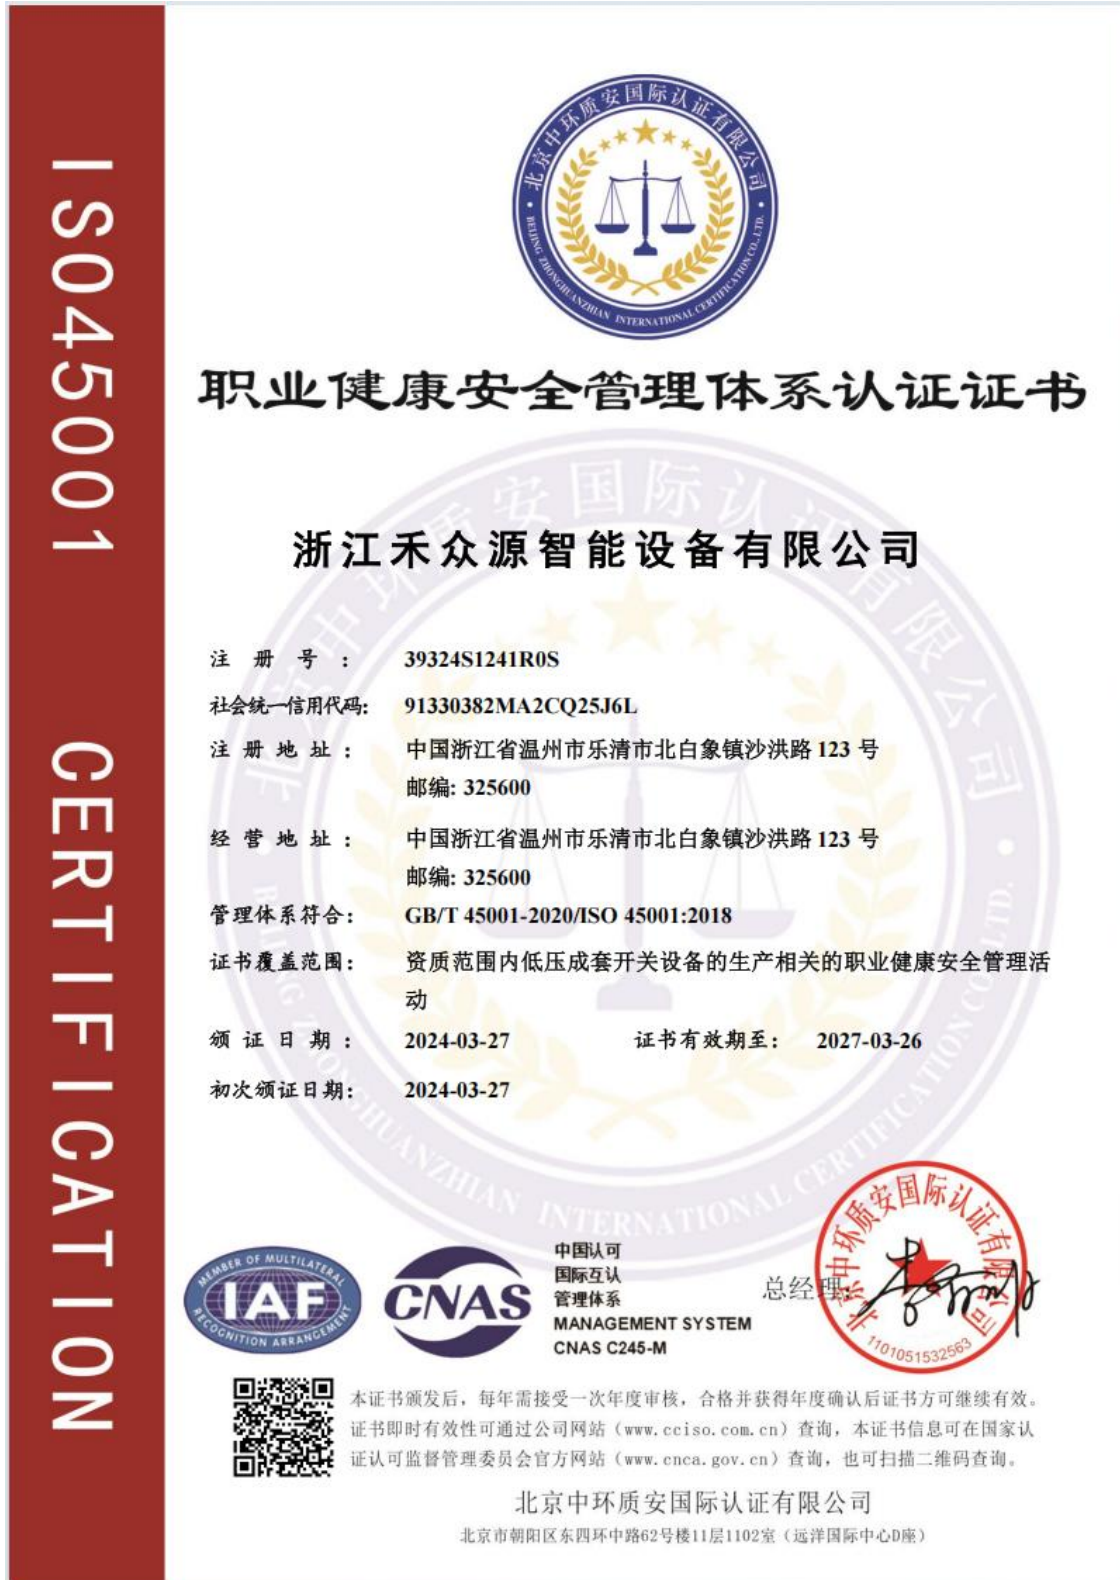 ISO45001 CERTIFICATION
北京中环质安国际认证有限公司
BEIJING ZHONGHUANZHIAN INTERNATIONAL CERTIFICATION CO., LTD.
职业健康安全管理体系认证证书
浙江禾众源智能设备有限公司
注 册 号 : 39324S1241R0S
社会统一信用代码: 91330382MA2CQ25J6L
注 册 地 址 : 中国浙江省温州市乐清市北白象镇沙洪路 123 号
邮编: 325600
经 营 地 址 : 中国浙江省温州市乐清市北白象镇沙洪路 123 号
邮编: 325600
管理体系符合: GB/T 45001-2020/ISO 45001:2018
证书覆盖范围: 资质范围内低压成套开关设备的生产相关的职业健康安全管理活
动
颁 证 日 期 : 2024-03-27 证书有效期至: 2027-03-26
初次颁证日期: 2024-03-27
MEMBER OF MULTILATERAL
IAF
RECOGNITION ARRANGEMENT
CNAS
中国认可
国际互认
管理体系
MANAGEMENT SYSTEM
CNAS C245-M
总经理:
北京中环质安国际认证有限公司
1101051532563
本证书颁发后，每年需接受一次年度审核，合格并获得年度确认后证书方可继续有效。
证书即时有效性可通过公司网站（www.cciso.com.cn）查询，本证书信息可在国家认
证认可监督管理委员会官方网站（www.cnca.gov.cn）查询，也可扫描二维码查询。
北京中环质安国际认证有限公司
北京市朝阳区东四环中路62号楼11层1102室（远洋国际中心D座）